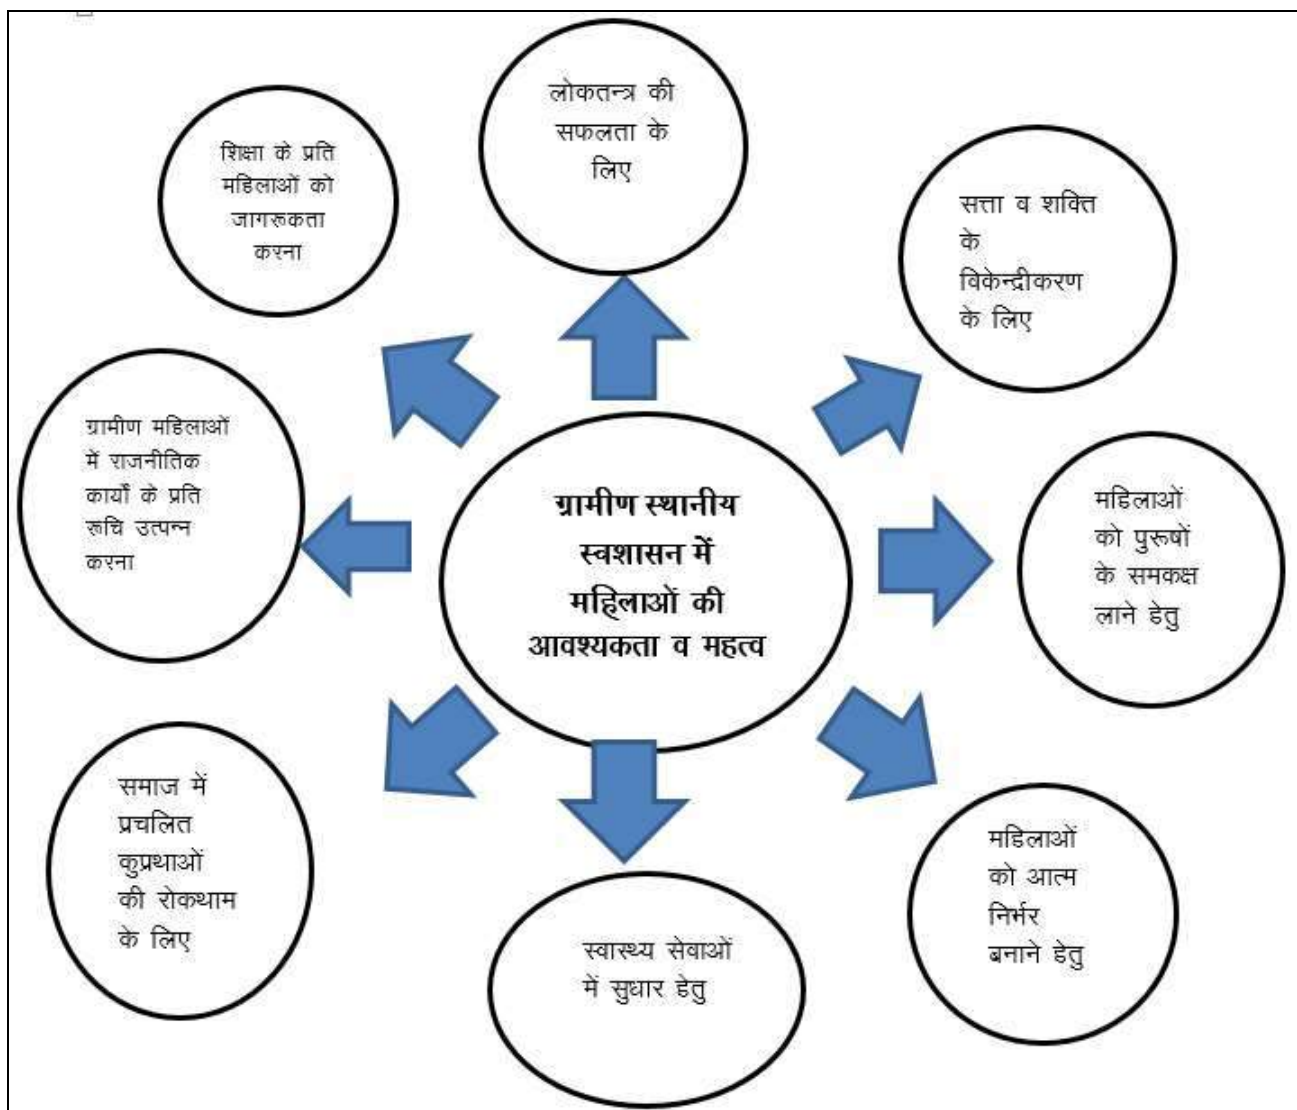 लोकतन्त्र की
सफलता के
लिए
शिक्षा के प्रति
महिलाओं को
जागरूकता
करना
सत्ता व शक्ति
के
विकेन्द्रीकरण
के लिए
ग्रामीण महिलाओं
में राजनीतिक
कार्यों के प्रति
रूचि उत्पन्न
करना
ग्रामीण स्थानीय
स्वशासन में
महिलाओं की
आवश्यकता व महत्व
महिलाओं
को पुरूषों
के समकक्ष
लाने हेतु
समाज में
प्रचलित
कुप्रथाओं
की रोकथाम
के लिए
स्वास्थ्य सेवाओं
में सुधार हेतु
महिलाओं
को आत्म
निर्भर
बनाने हेतु